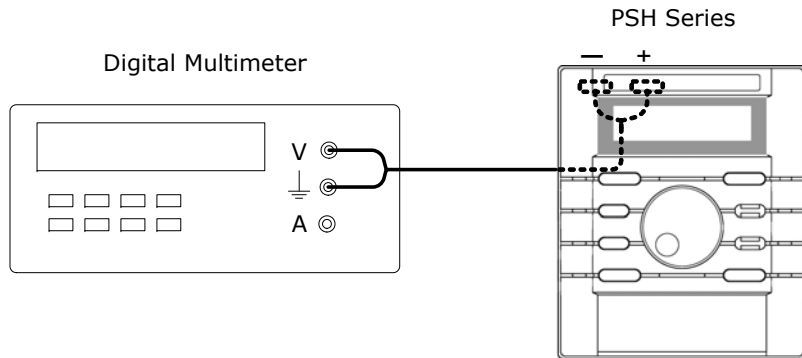 PSH Series
— +
Digital Multimeter
V
A